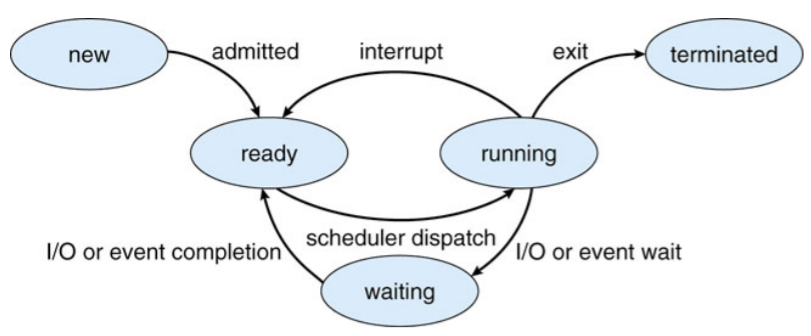 new
admitted
interrupt
exit
terminated
ready
running
scheduler dispatch
I/O or event completion
I/O or event wait
waiting